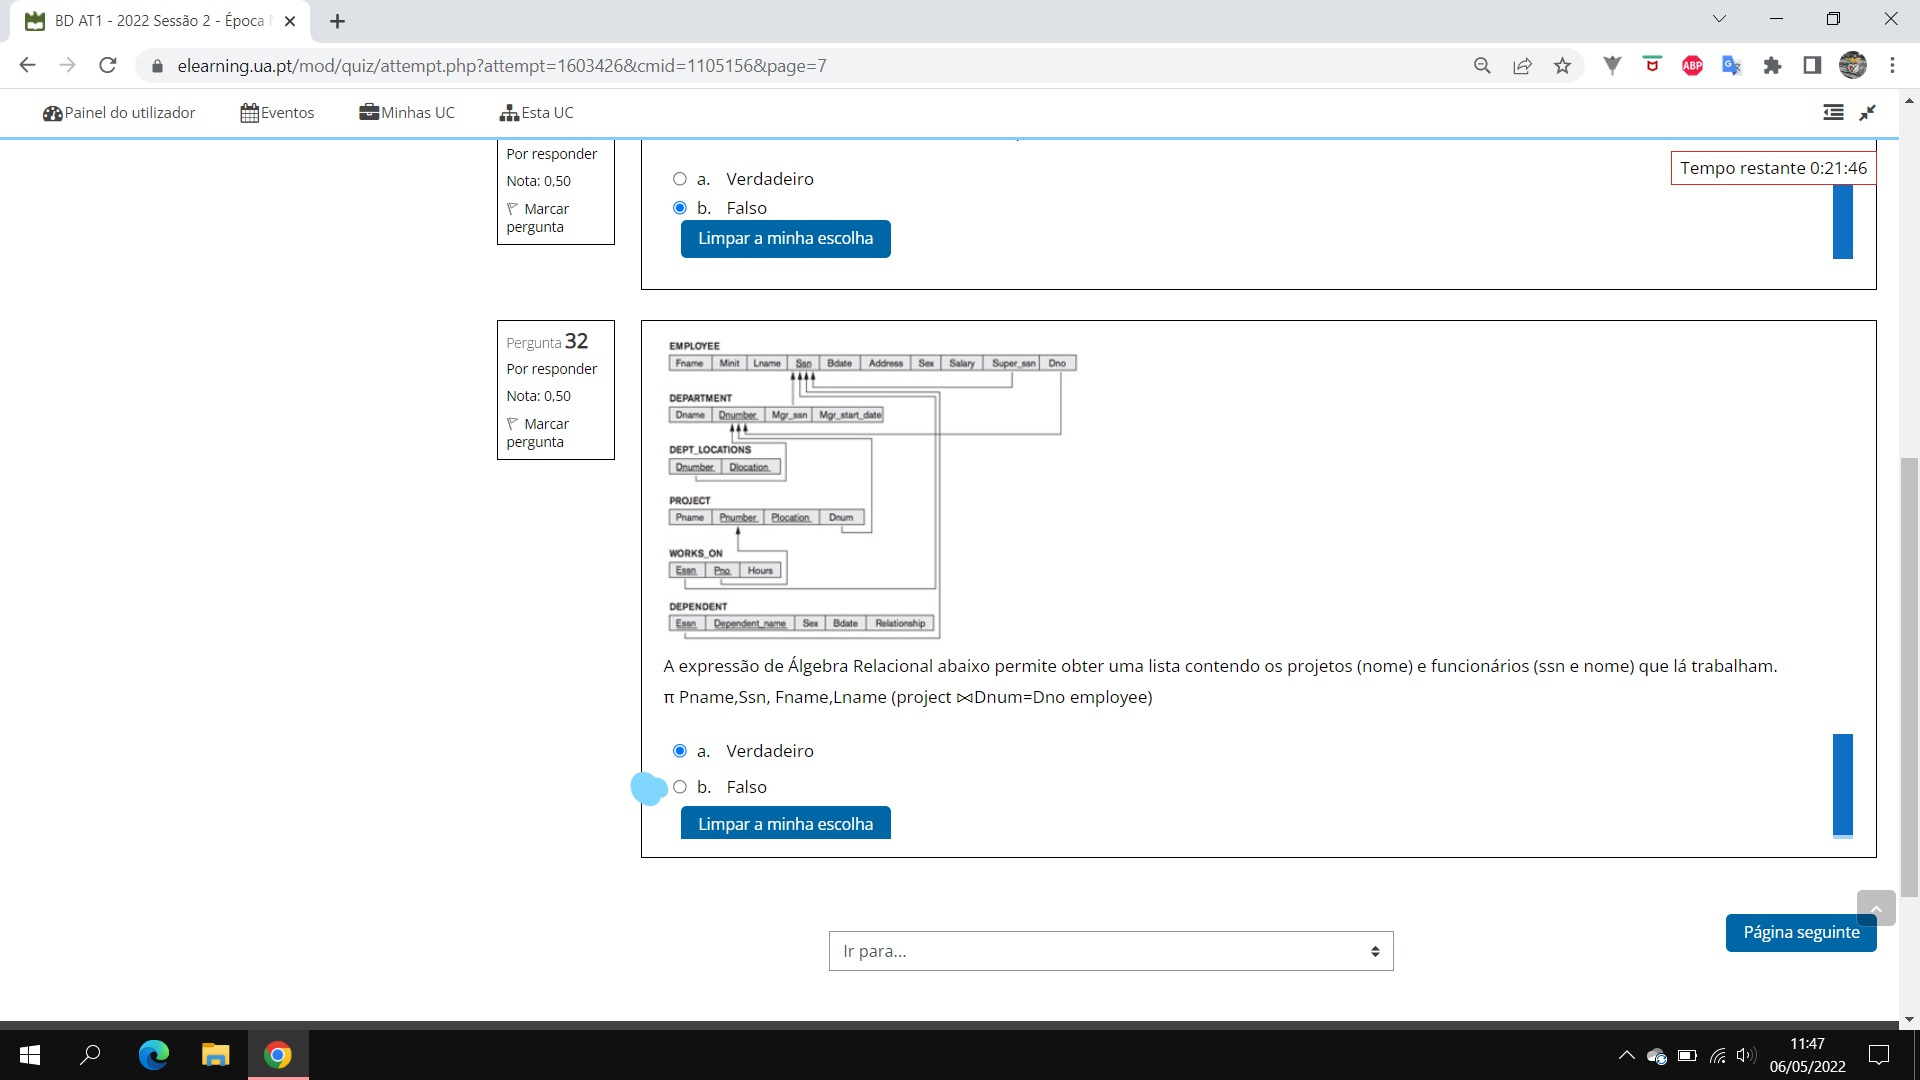 BD AT1 - 2022 Sessão 2 - Época
elearning.ua.pt/mod/quiz/attempt.php?attempt=1603426&cmid=1105156&page=7
ABP
Painel do utilizador
Eventos
Minhas UC
Esta UC
Por responder
Nota: 0,50
Marcar
pergunta
Tempo restante 0:21:46
a. Verdadeiro
b. Falso
Limpar a minha escolha
Pergunta 32
Por responder
Nota: 0,50
Marcar
pergunta
EMPLOYEE
Fname Minit Lname Ssn Bdate Address Sex Salary Super_ssn Dno
DEPARTMENT
Dname Dnumber Mgr_ssn Mgr_start_date
DEPT_LOCATIONS
Dnumber Dlocation
PROJECT
Pname Pnumber Plocation Dnum
WORKS_ON
Essn Pno Hours
DEPENDENT
Essn Dependent_name Sex Bdate Relationship
A expressão de Álgebra Relacional abaixo permite obter uma lista contendo os projetos (nome) e funcionários (ssn e nome) que lá trabalham.
π Pname,Ssn, Fname,Lname (project ⋈Dnum=Dno employee)
a. Verdadeiro
b. Falso
Limpar a minha escolha
Ir para...
Página seguinte
11:47
06/05/2022